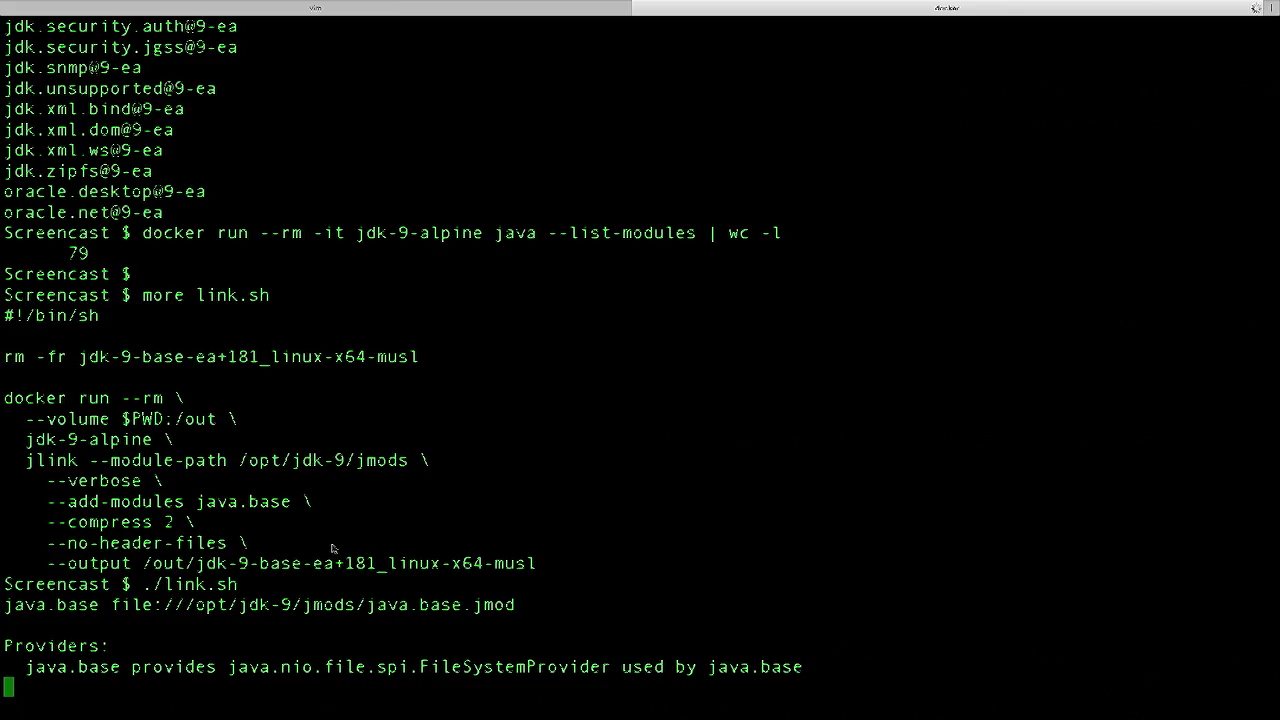 vim
docker
jdk.security.auth@9-ea
jdk.security.jgss@9-ea
jdk.snmp@9-ea
jdk.unsupported@9-ea
jdk.xml.bind@9-ea
jdk.xml.dom@9-ea
jdk.xml.ws@9-ea
jdk.zipfs@9-ea
oracle.desktop@9-ea
oracle.net@9-ea
Screencast $ docker run --rm -it jdk-9-alpine java --list-modules | wc -l
79
Screencast $
Screencast $ more link.sh
#!/bin/sh
rm -fr jdk-9-base-ea+181_linux-x64-musl
docker run --rm \
--volume $PWD:/out \
jdk-9-alpine \
jlink --module-path /opt/jdk-9/jmods \
--verbose \
--add-modules java.base \
--compress 2 \
--no-header-files \
--output /out/jdk-9-base-ea+181_linux-x64-musl
Screencast $ ./link.sh
java.base file:///opt/jdk-9/jmods/java.base.jmod
Providers:
java.base provides java.nio.file.spi.FileSystemProvider used by java.base